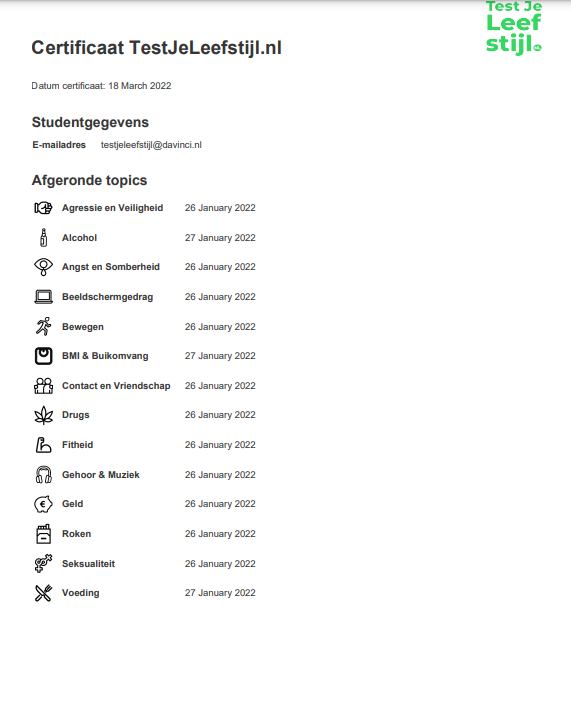 Test Je
Leef
stijl.nl
Certificaat TestJeLeefstijl.nl
Datum certificaat: 18 March 2022
Studentgegevens
E-mailadres testjeleefstijl@davinci.nl
Afgeronde topics
Agressie en Veiligheid 26 January 2022
Alcohol 27 January 2022
Angst en Somberheid 26 January 2022
Beeldschermgedrag 26 January 2022
Bewegen 26 January 2022
BMI & Buikomvang 27 January 2022
Contact en Vriendschap 26 January 2022
Drugs 26 January 2022
Fitheid 26 January 2022
Gehoor & Muziek 26 January 2022
Geld 26 January 2022
Roken 26 January 2022
Seksualiteit 26 January 2022
Voeding 27 January 2022